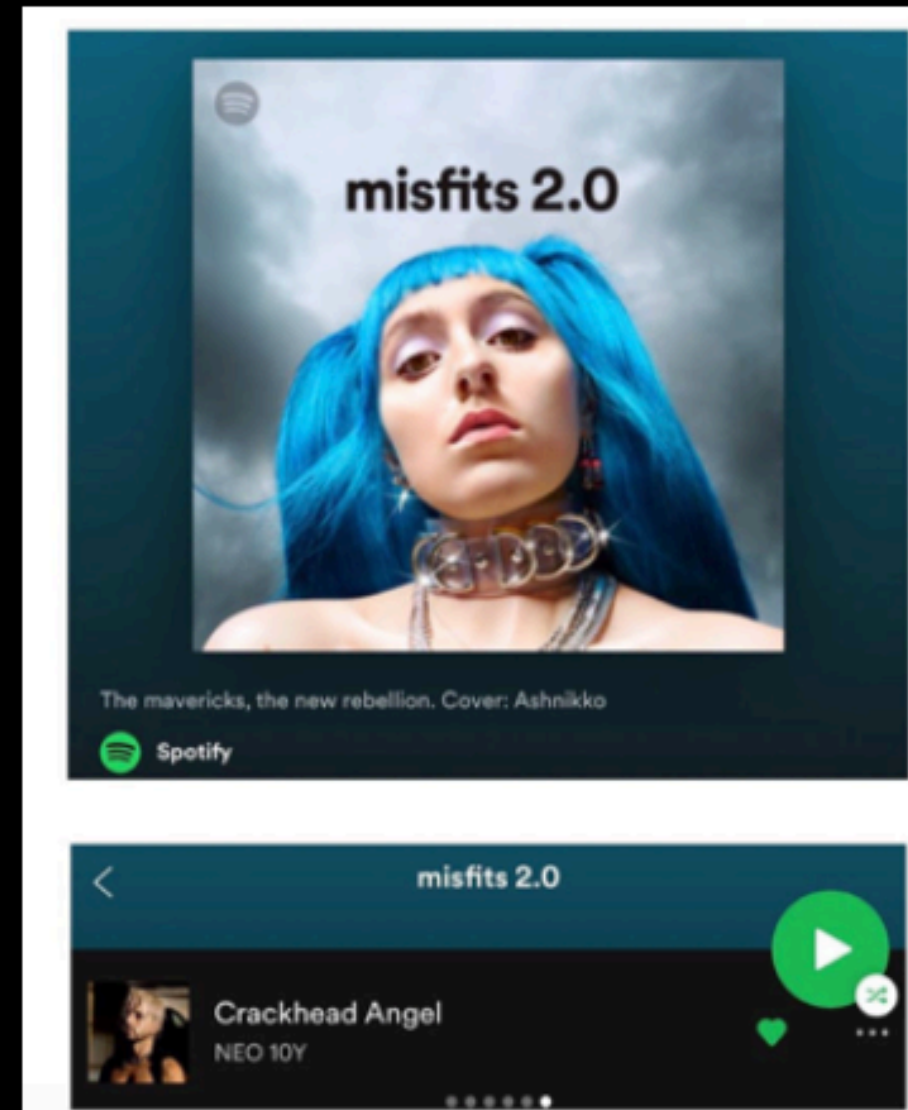 misfits 2.0
The mavericks, the new rebellion. Cover: Ashnikko
Spotify
misfits 2.0
Crackhead Angel
NEO 10Y